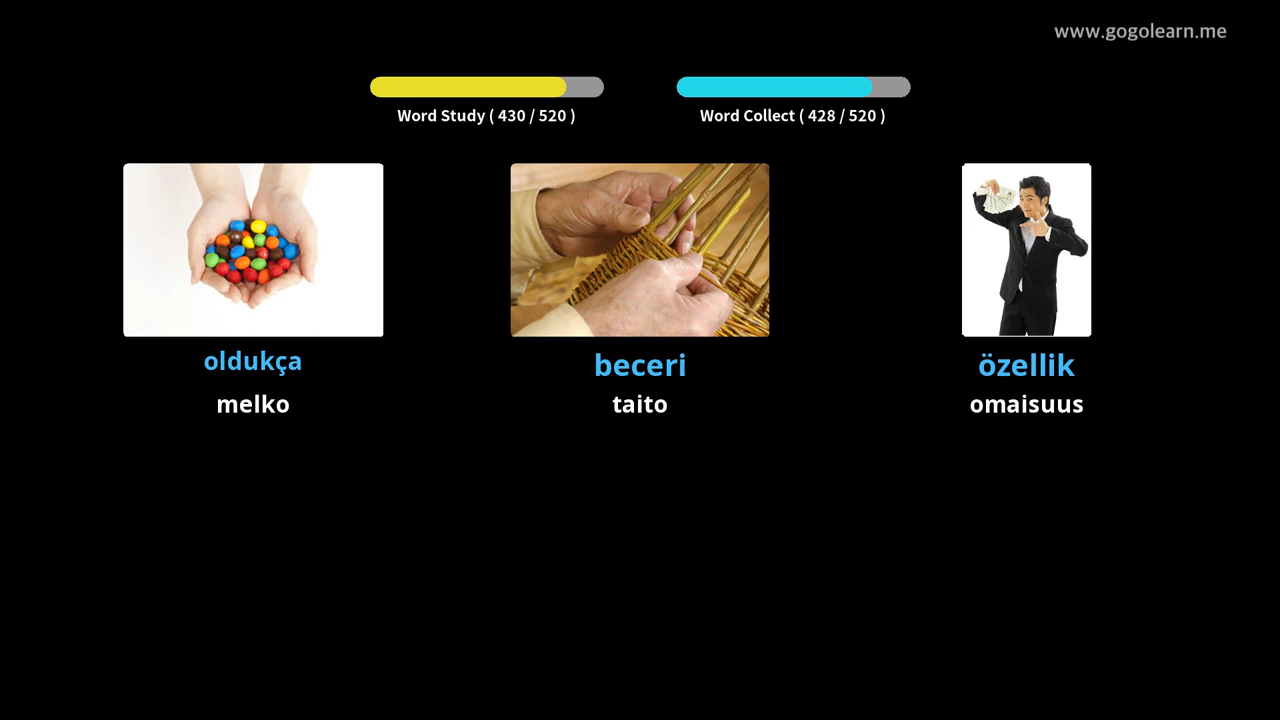 www.gogolearn.me
Word Study ( 430 / 520 )
Word Collect ( 428 / 520 )
oldukça
beceri
özellik
melko
taito
omaisuus